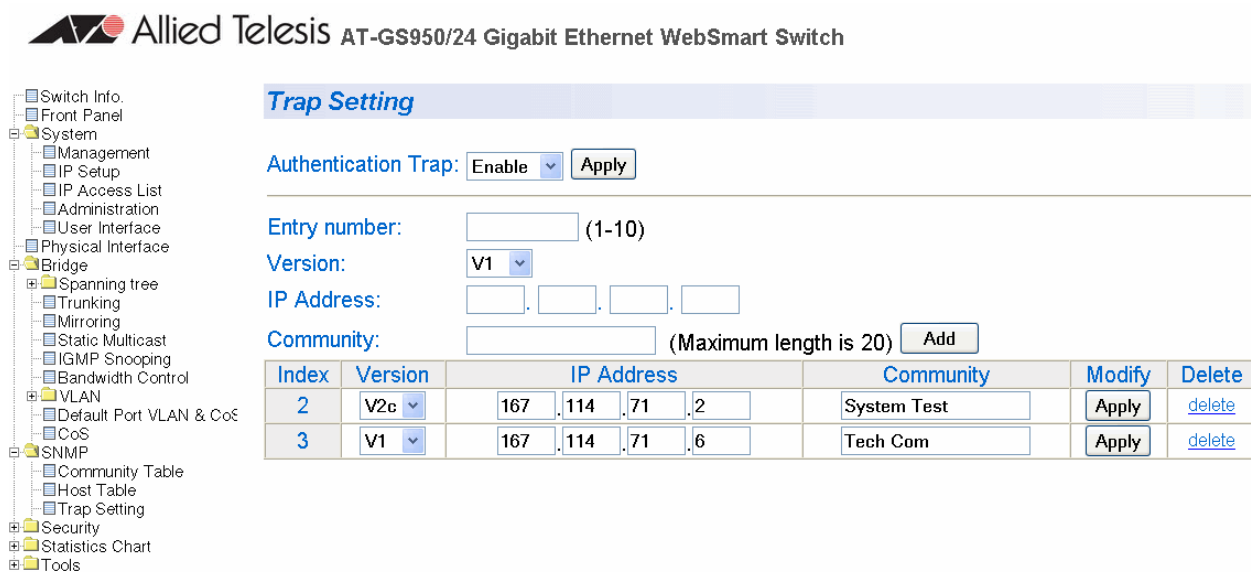 Allied Telesis AT-GS950/24 Gigabit Ethernet WebSmart Switch
Switch Info.
Front Panel
System
Management
IP Setup
IP Access List
Administration
User Interface
Physical Interface
Bridge
Spanning tree
Trunking
Mirroring
Static Multicast
IGMP Snooping
Bandwidth Control
VLAN
Default Port VLAN & CoS
CoS
SNMP
Community Table
Host Table
Trap Setting
Security
Statistics Chart
Tools
Trap Setting
Authentication Trap: Enable Apply
Entry number: (1-10)
Version: V1
IP Address: . . .
Community: (Maximum length is 20) Add
Index Version IP Address Community Modify Delete
2 V2c 167 .114 .71 .2 System Test Apply delete
3 V1 167 .114 .71 .6 Tech Com Apply delete